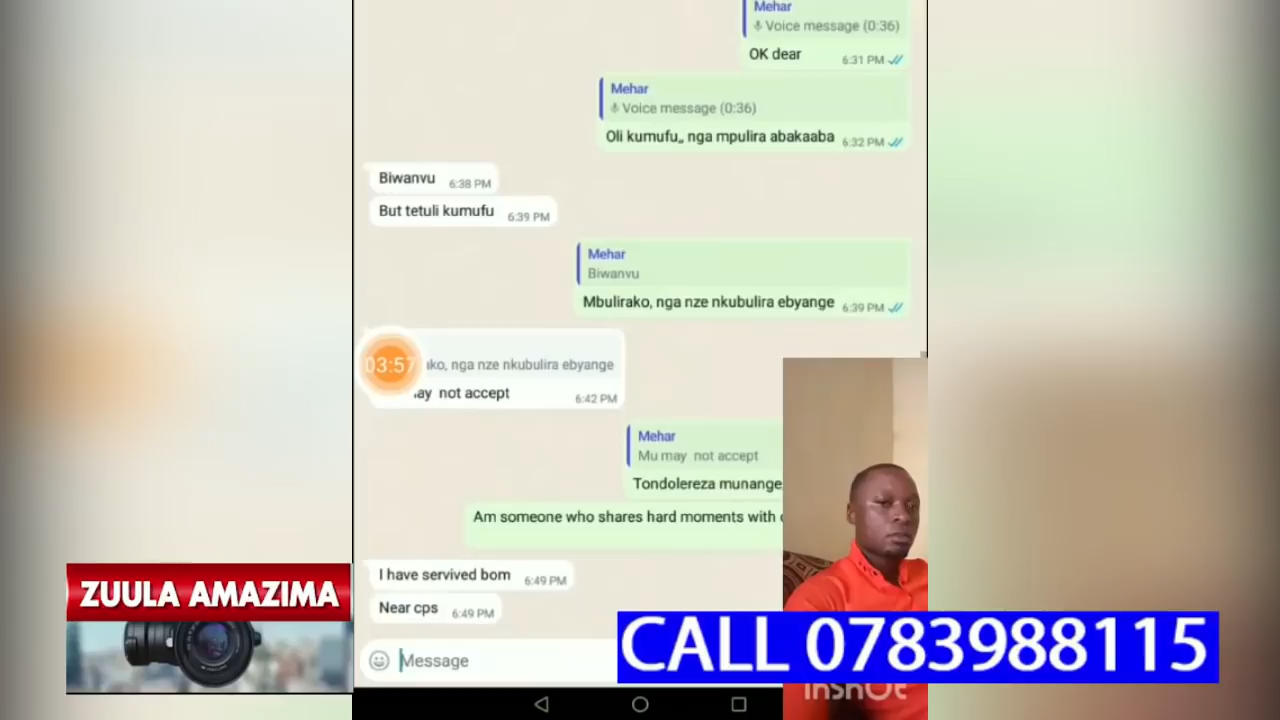 Mehar
Voice message (0:36)
OK dear
6:31 PM
Mehar
Voice message (0:36)
Oli kumufu,, nga mpulira abakaaba
6:32 PM
Biwanvu
6:38 PM
But tetuli kumufu
6:39 PM
Mehar
Biwanvu
Mbulirako, nga nze nkubulira ebyange
6:39 PM
03:57
ako, nga nze nkubulira ebyange
ay not accept
6:42 PM
Mehar
Mu may not accept
Tondolereza munange
Am someone who shares hard moments with
I have servived bom
6:49 PM
Near cps
6:49 PM
Message
ZUULA AMAZIMA
CALL 0783988115
InShOt